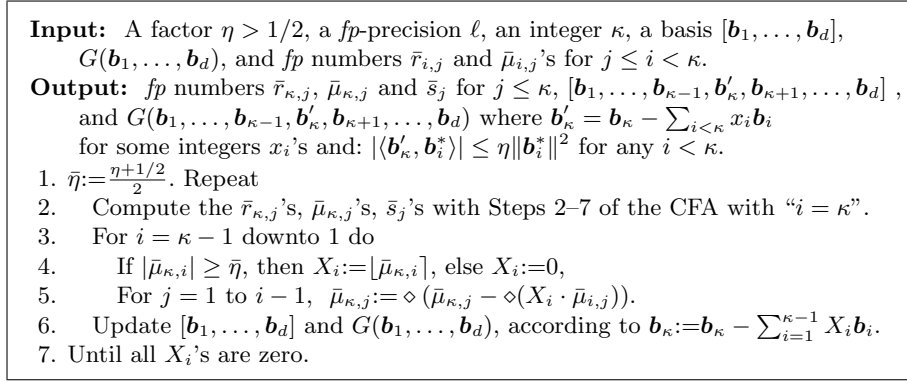 Input: A factor η > 1/2, a fp-precision ℓ, an integer κ, a basis [b₁, . . . , b_d],
G(b₁, . . . , b_d), and fp numbers r̄_{i,j} and μ̄_{i,j}'s for j ≤ i < κ.
Output: fp numbers r̄_{κ,j}, μ̄_{κ,j} and s̄_j for j ≤ κ, [b₁, . . . , b_{κ−1}, b′_κ, b_{κ+1}, . . . , b_d] ,
and G(b₁, . . . , b_{κ−1}, b′_κ, b_{κ+1}, . . . , b_d) where b′_κ = b_κ − ∑_{i<κ} x_i b_i
for some integers x_i's and: |⟨b′_κ, b*_i⟩| ≤ η‖b*_i‖² for any i < κ.
1. η̄:=(η+1/2)/2. Repeat
2. Compute the r̄_{κ,j}'s, μ̄_{κ,j}'s, s̄_j's with Steps 2–7 of the CFA with “i = κ”.
3. For i = κ − 1 downto 1 do
4. If |μ̄_{κ,i}| ≥ η̄, then X_i:=⌊μ̄_{κ,i}⌉, else X_i:=0,
5. For j = 1 to i − 1, μ̄_{κ,j}:= ⋄ (μ̄_{κ,j} − ⋄(X_i · μ̄_{i,j})).
6. Update [b₁, . . . , b_d] and G(b₁, . . . , b_d), according to b_κ:=b_κ − ∑_{i=1}^{κ−1} X_i b_i.
7. Until all X_i's are zero.